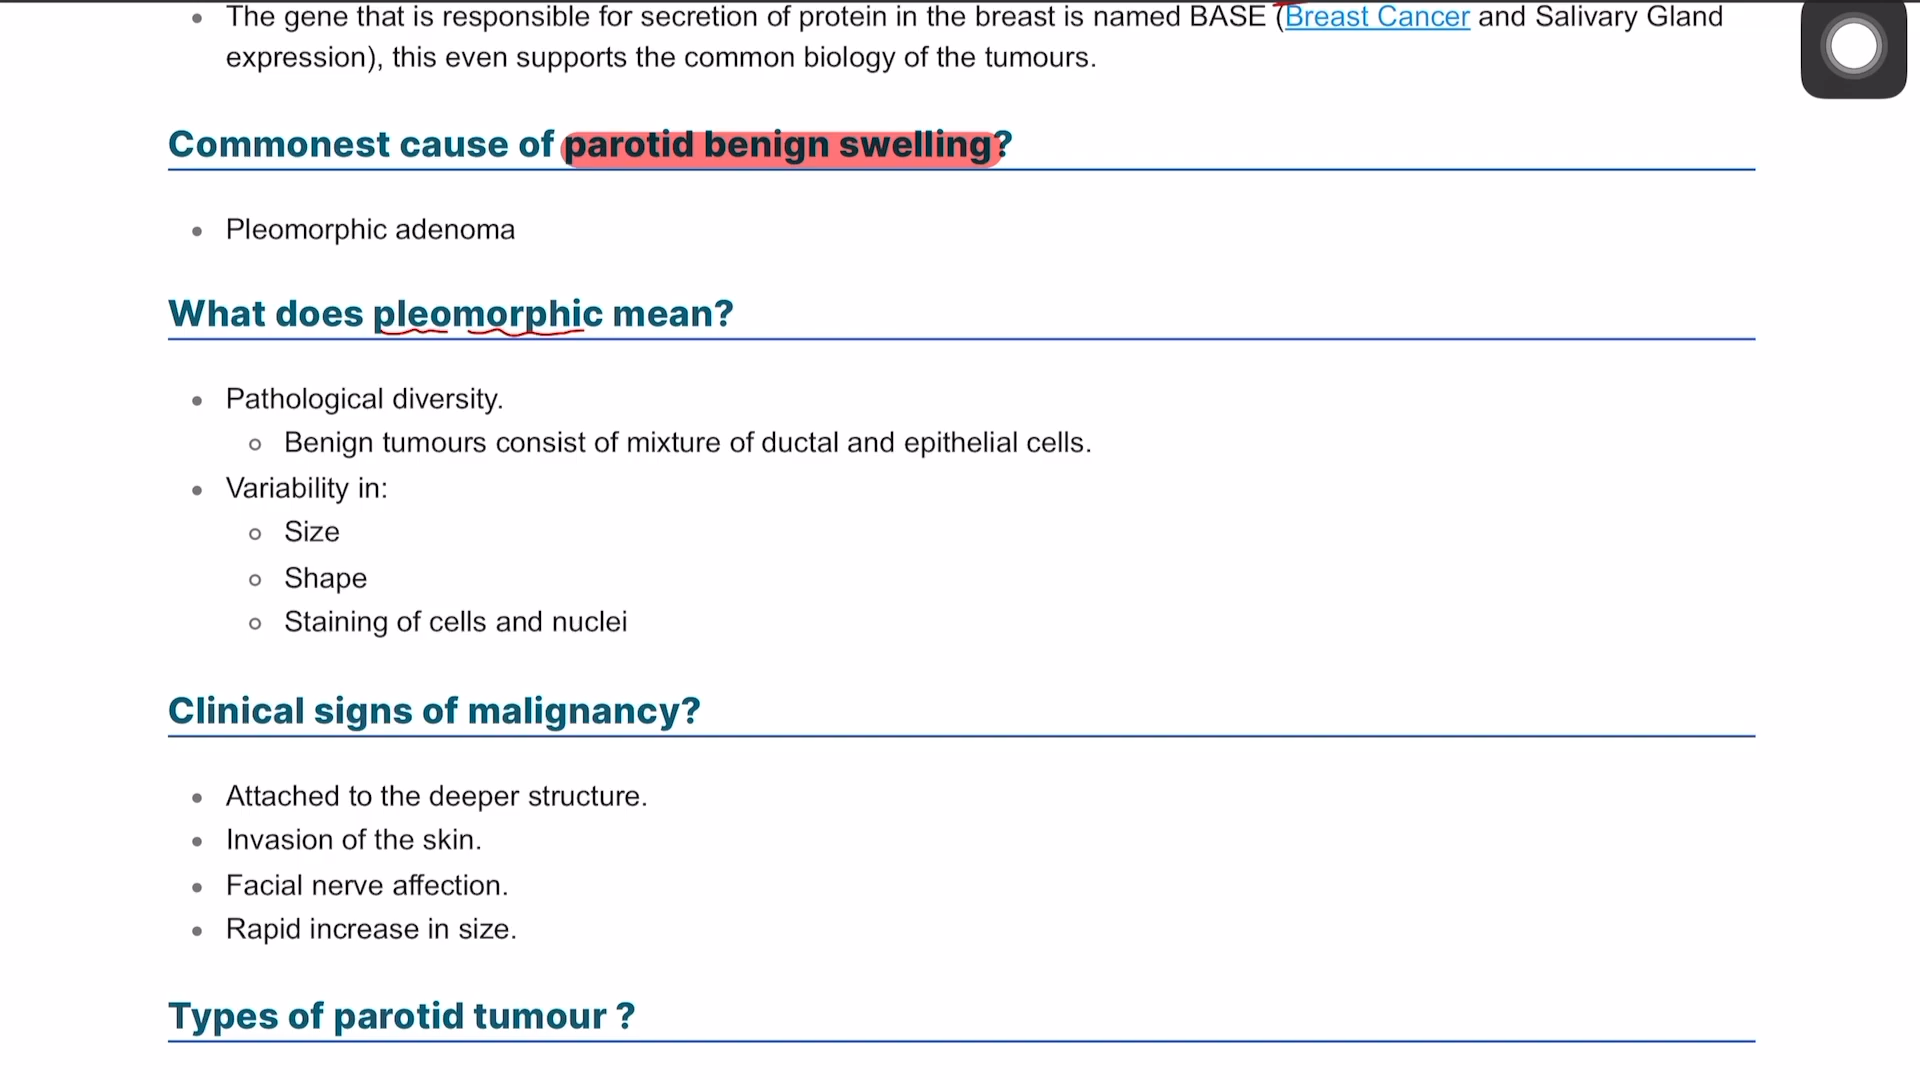 The gene that is responsible for secretion of protein in the breast is named BASE (Breast Cancer and Salivary Gland
expression), this even supports the common biology of the tumours.
Commonest cause of parotid benign swelling?
Pleomorphic adenoma
What does pleomorphic mean?
Pathological diversity.
Benign tumours consist of mixture of ductal and epithelial cells.
Variability in:
Size
Shape
Staining of cells and nuclei
Clinical signs of malignancy?
Attached to the deeper structure.
Invasion of the skin.
Facial nerve affection.
Rapid increase in size.
Types of parotid tumour ?